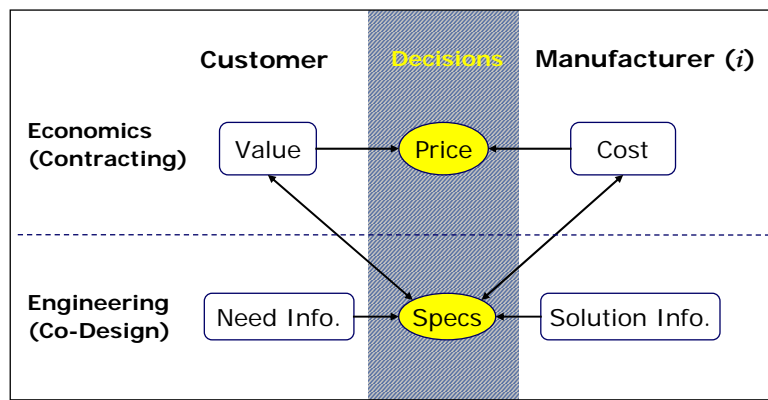 Customer
Decisions
Manufacturer (i)
Economics
(Contracting)
Value
Price
Cost
Engineering
(Co-Design)
Need Info.
Specs
Solution Info.